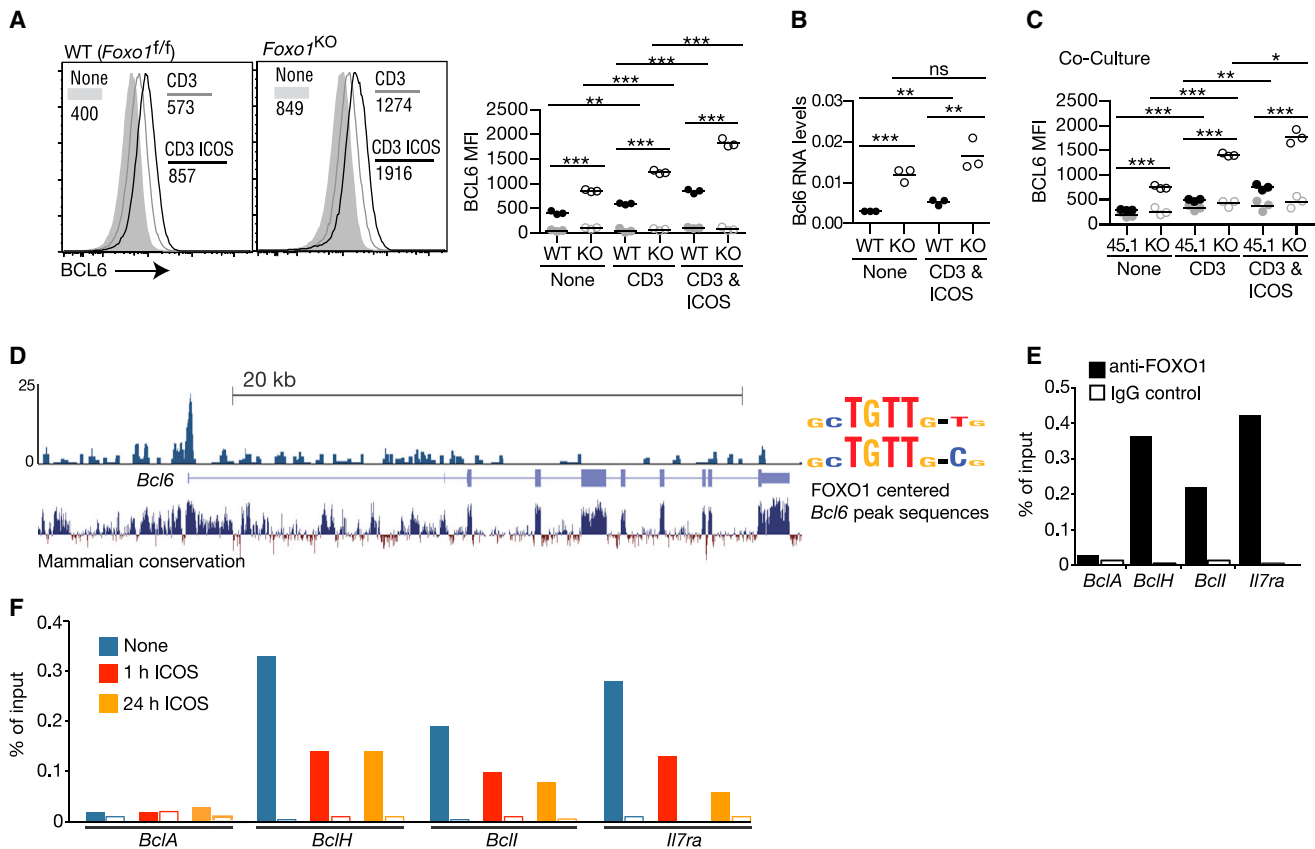 A
WT (Foxo1f/f)
None
400
CD3
573
CD3 ICOS
857
BCL6
Foxo1KO
None
849
CD3
1274
CD3 ICOS
1916
BCL6 MFI
2500
2000
1500
1000
500
0
***
***
***
**
***
***
***
WT KO WT KO WT KO
None
CD3
CD3 & ICOS
B
Bcl6 RNA levels
0.03
0.02
0.01
0.00
ns
**
***
**
WT KO WT KO
None
CD3 & ICOS
C
Co-Culture
BCL6 MFI
2500
2000
1500
1000
500
0
*
**
***
***
***
***
***
45.1 KO 45.1 KO 45.1 KO
None
CD3
CD3 & ICOS
D
25
0
20 kb
Bcl6
Mammalian conservation
GCTGTTG-TG
GCTGTTG-CG
FOXO1 centered
Bcl6 peak sequences
E
anti-FOXO1
IgG control
% of input
0.5
0.4
0.3
0.2
0.1
0
BclA BclH BclI Il7ra
F
None
1 h ICOS
24 h ICOS
% of input
0.4
0.3
0.2
0.1
0
BclA BclH BclI Il7ra